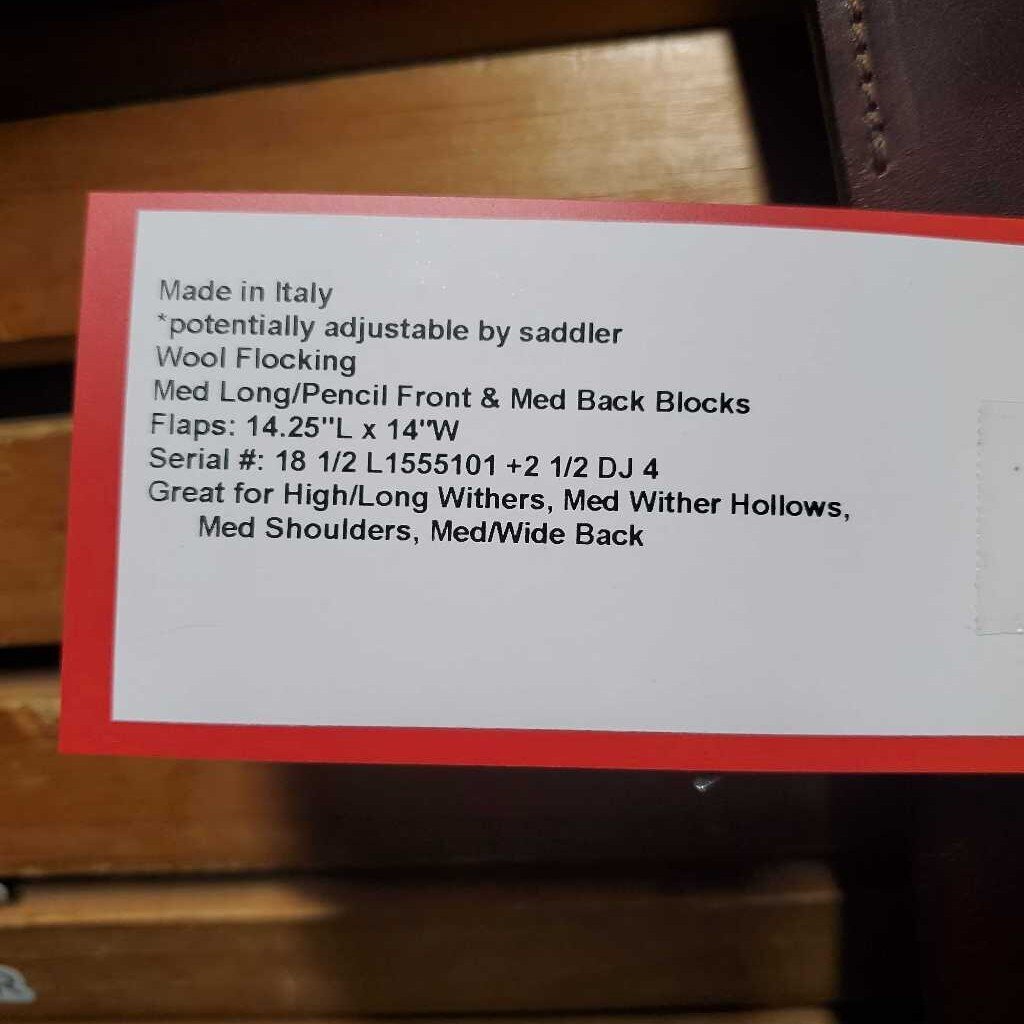 Made in Italy
*potentially adjustable by saddler
Wool Flocking
Med Long/Pencil Front & Med Back Blocks
Flaps: 14.25"L x 14"W
Serial #: 18 1/2 L1555101 +2 1/2 DJ 4
Great for High/Long Withers, Med Wither Hollows,
Med Shoulders, Med/Wide Back